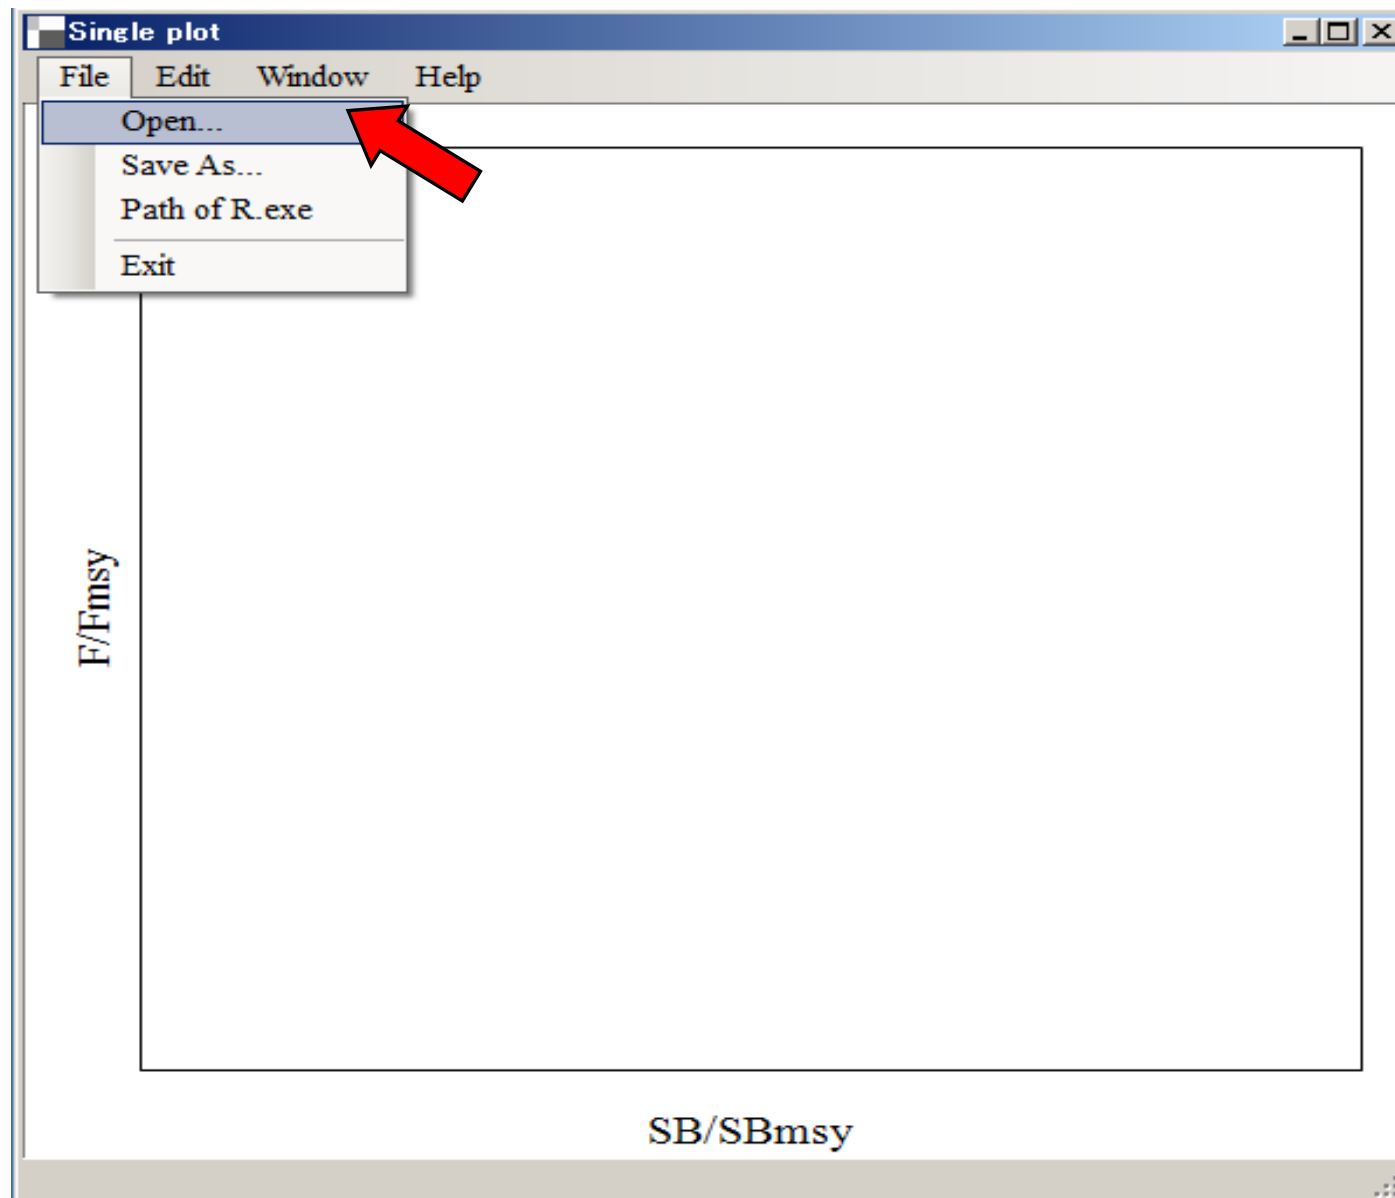 Single plot
File Edit Window Help
Open...
Save As...
Path of R.exe
Exit
F/Fmsy
SB/SBmsy